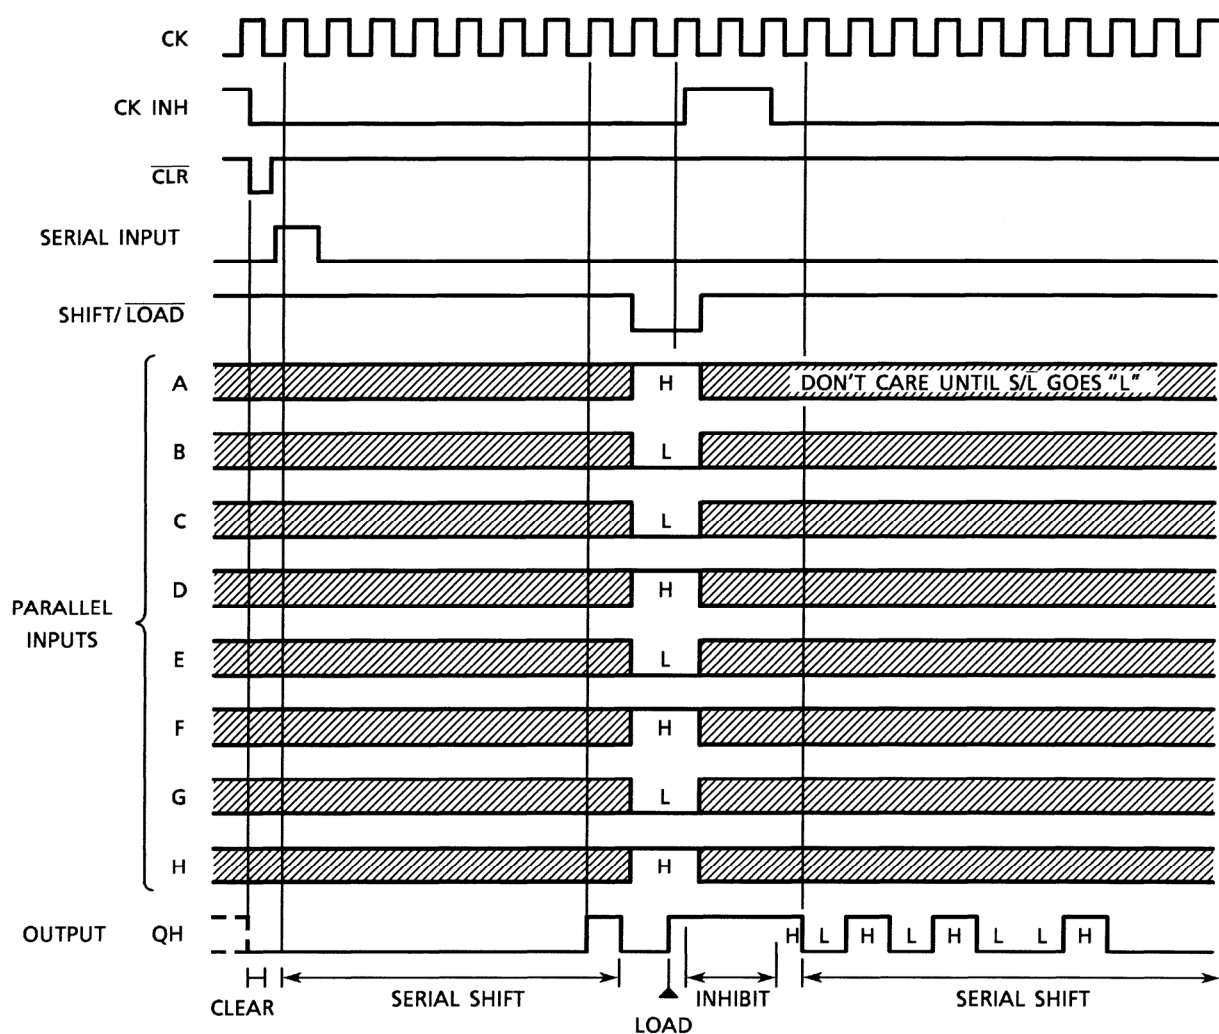 CK
CK INH
CLR
SERIAL INPUT
SHIFT/LOAD
PARALLEL
INPUTS
A H DON'T CARE UNTIL S/L GOES "L"
B L
C L
D H
E L
F H
G L
H H
OUTPUT QH H L H L H L L H
CLEAR SERIAL SHIFT LOAD INHIBIT SERIAL SHIFT